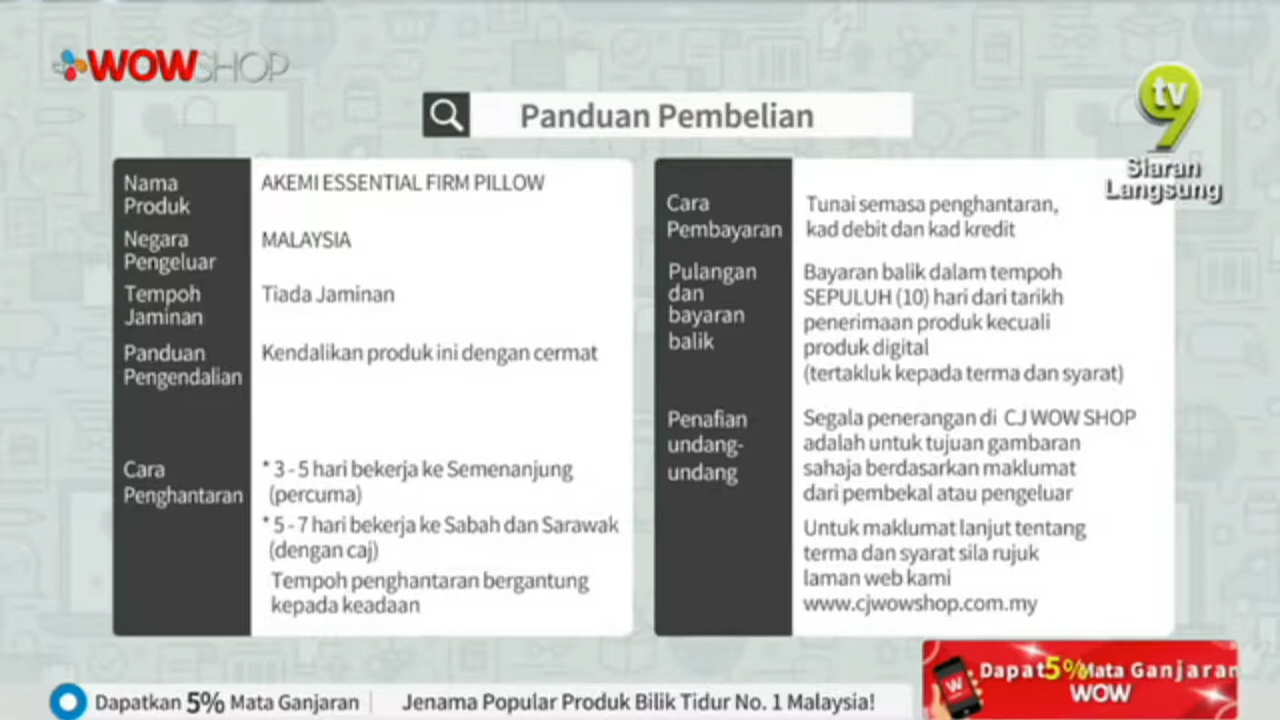 WOWSHOP
Panduan Pembelian
tv9
Siaran
Langsung
Nama
Produk
AKEMI ESSENTIAL FIRM PILLOW
Negara
Pengeluar
MALAYSIA
Tempoh
Jaminan
Tiada Jaminan
Panduan
Pengendalian
Kendalikan produk ini dengan cermat
Cara
Penghantaran
* 3 - 5 hari bekerja ke Semenanjung
(percuma)
* 5 - 7 hari bekerja ke Sabah dan Sarawak
(dengan caj)
Tempoh penghantaran bergantung
kepada keadaan
Cara
Pembayaran
Tunai semasa penghantaran,
kad debit dan kad kredit
Pulangan
dan
bayaran
balik
Bayaran balik dalam tempoh
SEPULUH (10) hari dari tarikh
penerimaan produk kecuali
produk digital
(tertakluk kepada terma dan syarat)
Penafian
undang-
undang
Segala penerangan di CJ WOW SHOP
adalah untuk tujuan gambaran
sahaja berdasarkan maklumat
dari pembekal atau pengeluar
Untuk maklumat lanjut tentang
terma dan syarat sila rujuk
laman web kami
www.cjwowshop.com.my
Dapatkan 5% Mata Ganjaran
Jenama Popular Produk Bilik Tidur No. 1 Malaysia!
Dapat 5% Mata Ganjaran
WOW